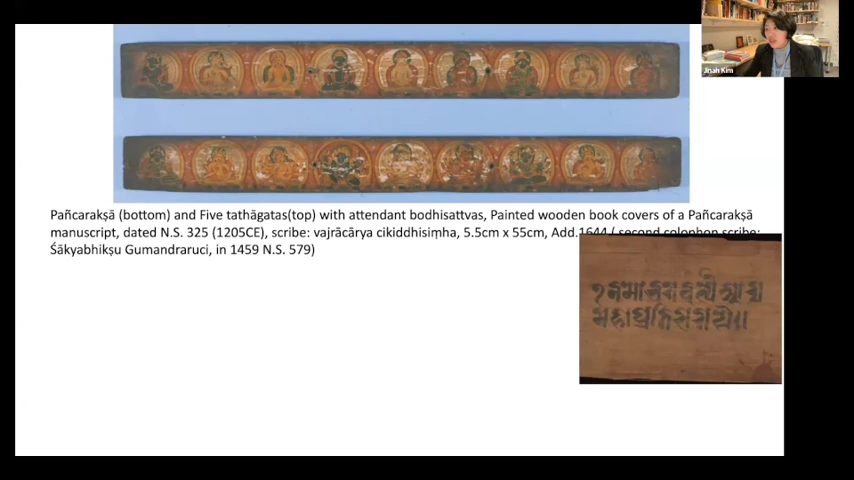 Jinah Kim
Pañcarakṣā (bottom) and Five tathāgatas(top) with attendant bodhisattvas, Painted wooden book covers of a Pañcarakṣā
manuscript, dated N.S. 325 (1205CE), scribe: vajrācārya cikiddhisiṃha, 5.5cm x 55cm, Add.1644 ( second colophon scribe:
Śākyabhikṣu Gumandraruci, in 1459 N.S. 579)